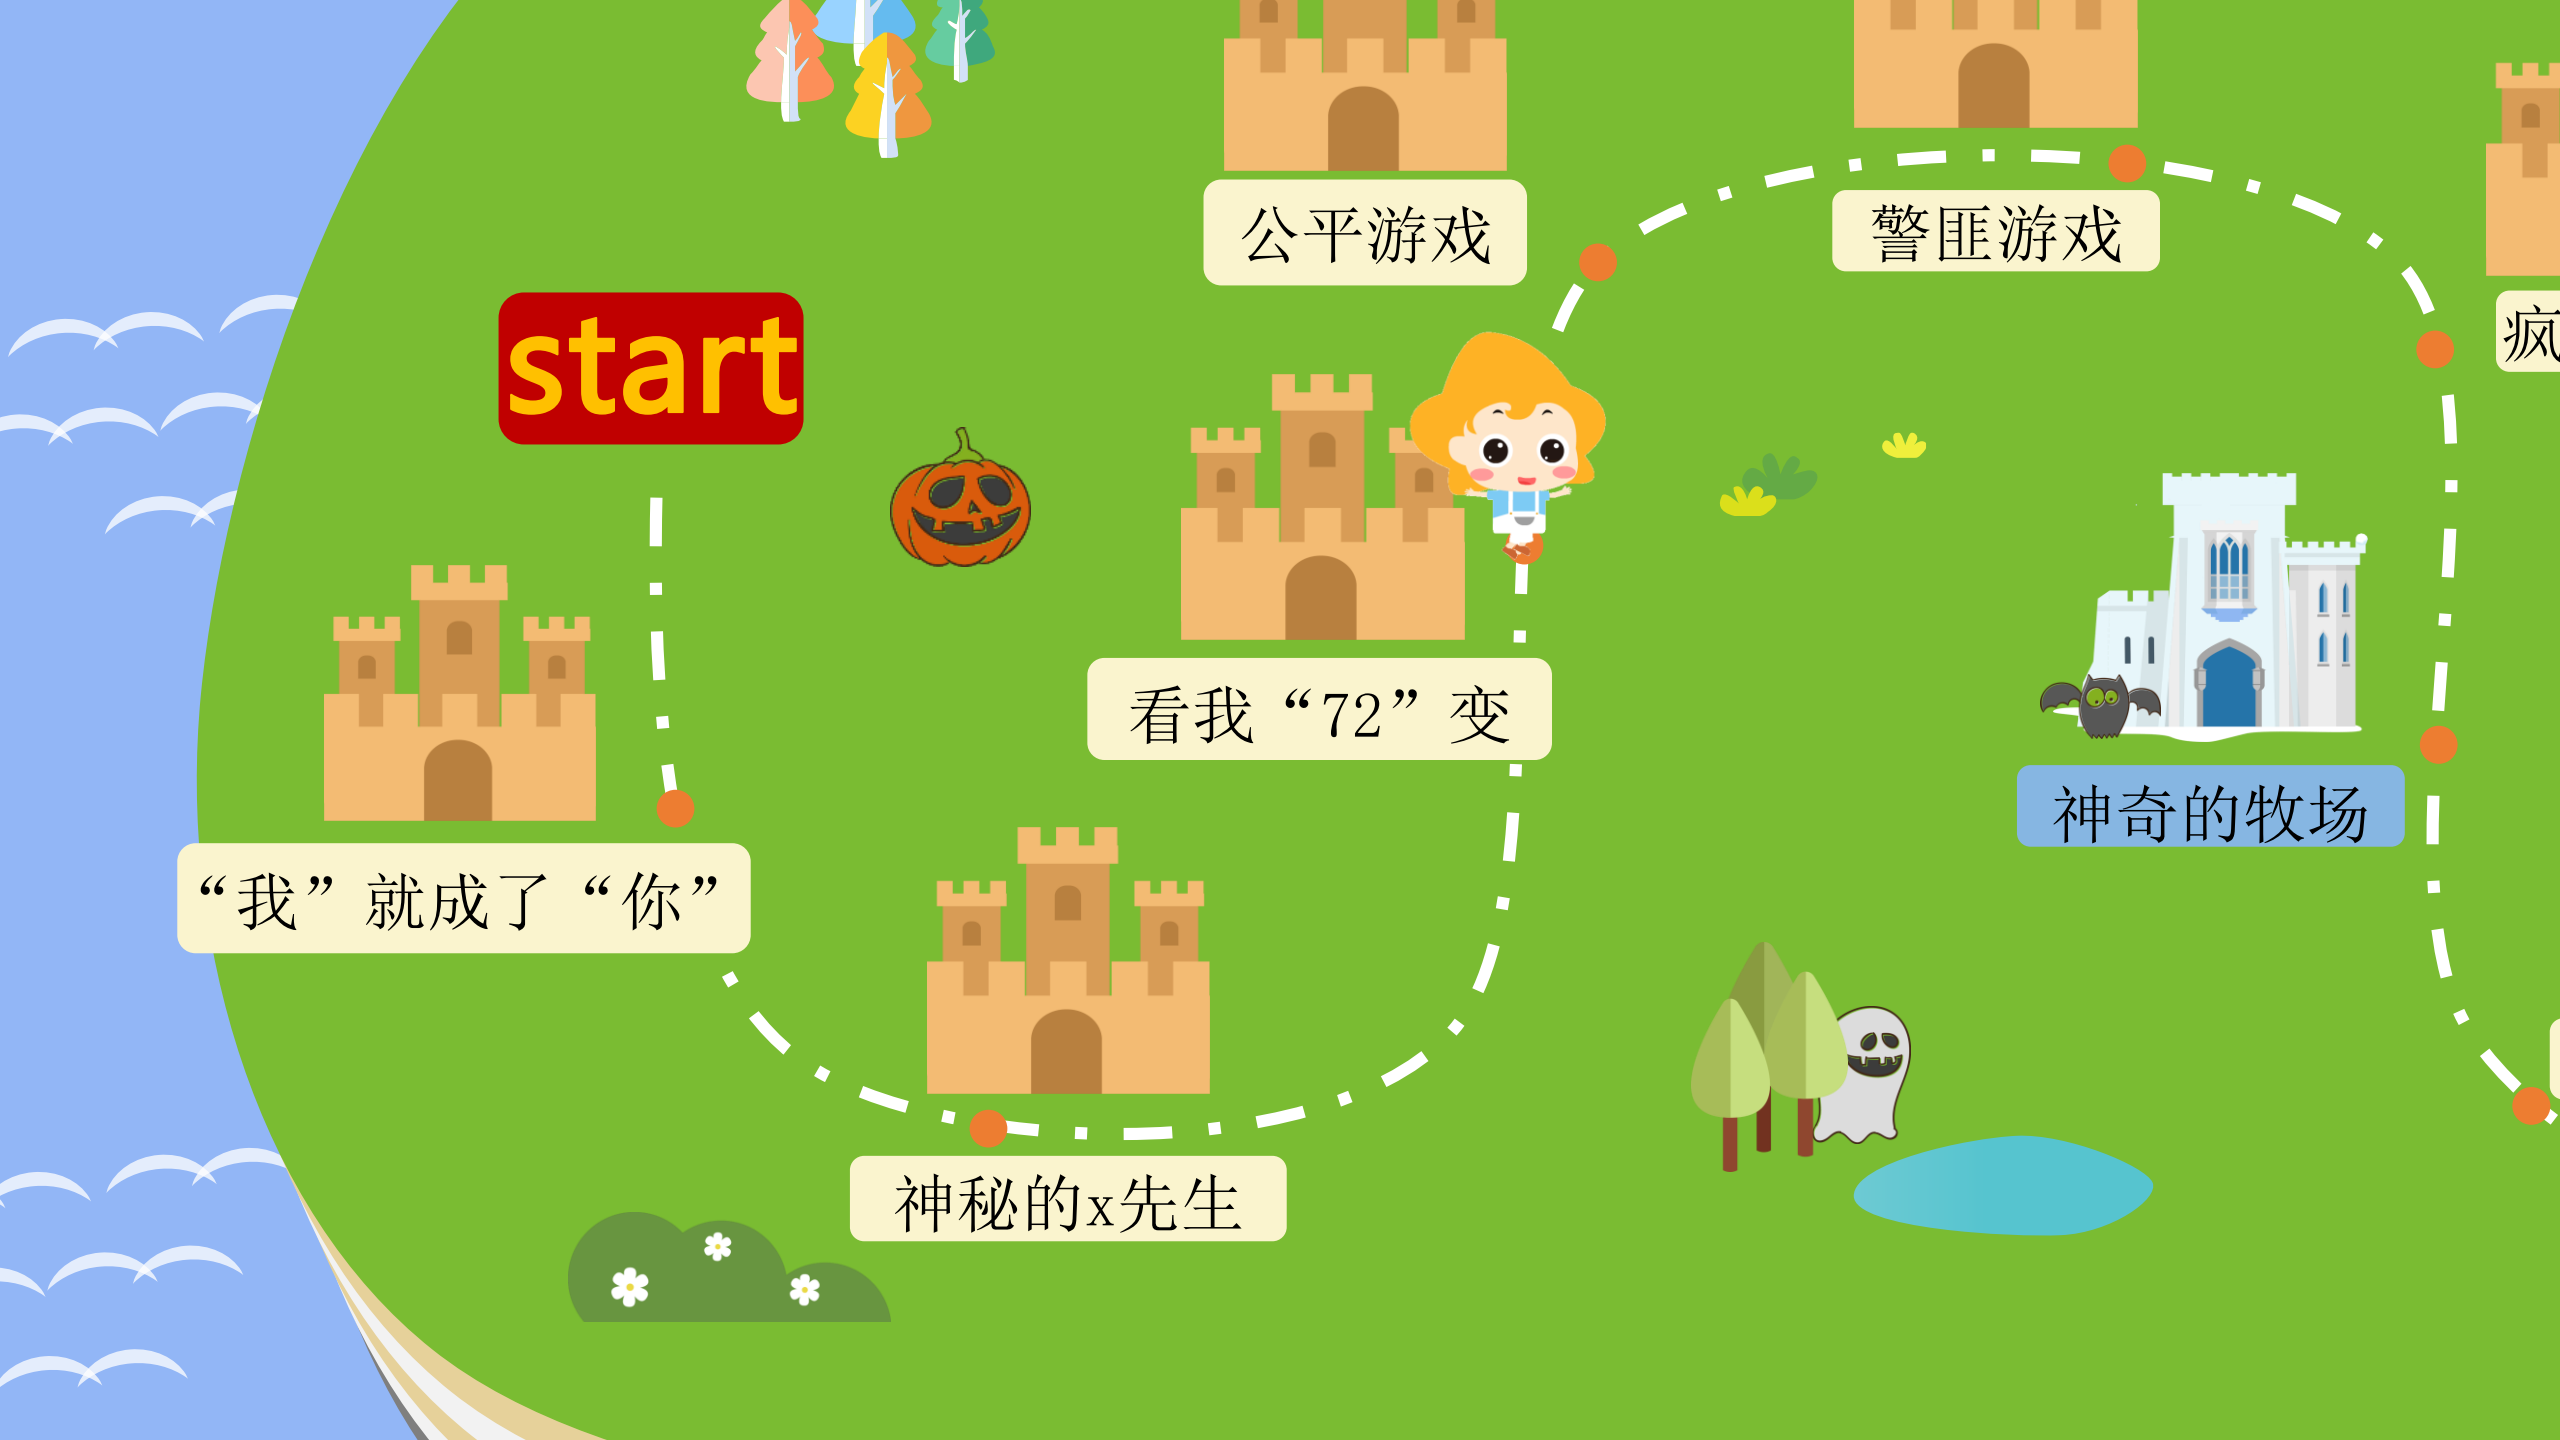 公平游戏
警匪游戏
start
疯
看我“72”变
神奇的牧场
“我”就成了“你”
神秘的x先生